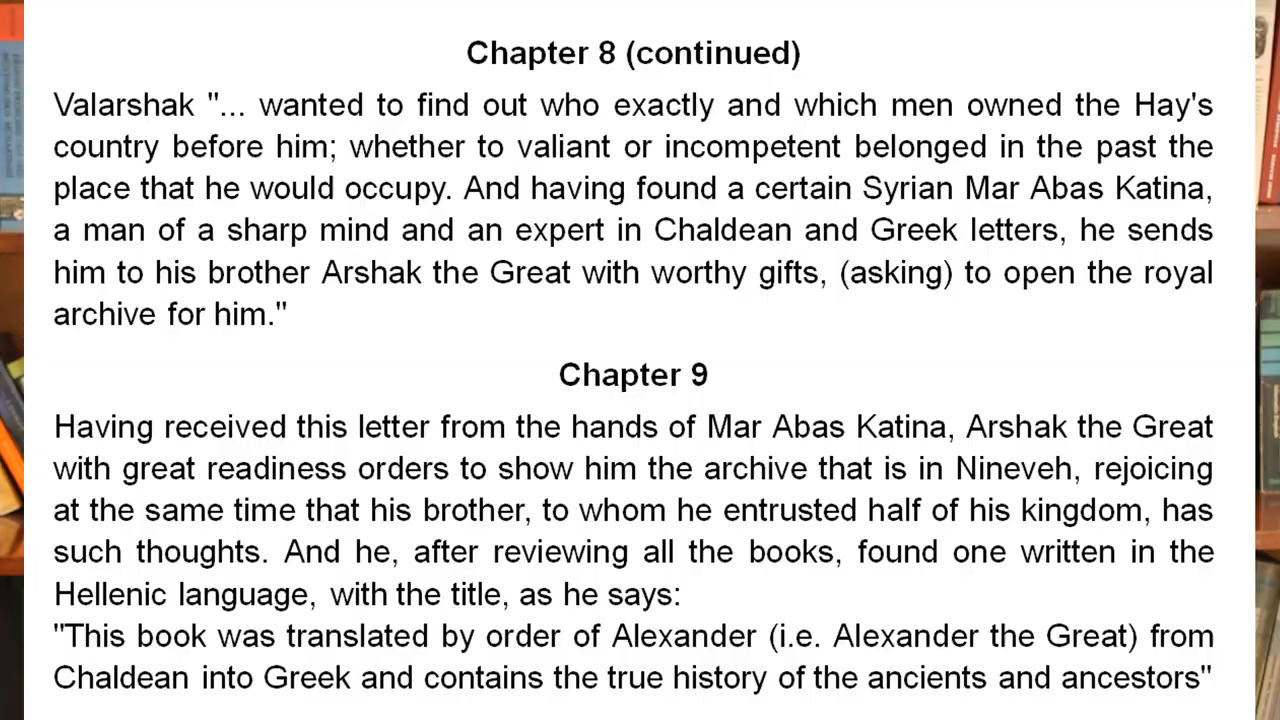 Chapter 8 (continued)
Valarshak "... wanted to find out who exactly and which men owned the Hay's
country before him; whether to valiant or incompetent belonged in the past the
place that he would occupy. And having found a certain Syrian Mar Abas Katina,
a man of a sharp mind and an expert in Chaldean and Greek letters, he sends
him to his brother Arshak the Great with worthy gifts, (asking) to open the royal
archive for him."
Chapter 9
Having received this letter from the hands of Mar Abas Katina, Arshak the Great
with great readiness orders to show him the archive that is in Nineveh, rejoicing
at the same time that his brother, to whom he entrusted half of his kingdom, has
such thoughts. And he, after reviewing all the books, found one written in the
Hellenic language, with the title, as he says:
"This book was translated by order of Alexander (i.e. Alexander the Great) from
Chaldean into Greek and contains the true history of the ancients and ancestors"